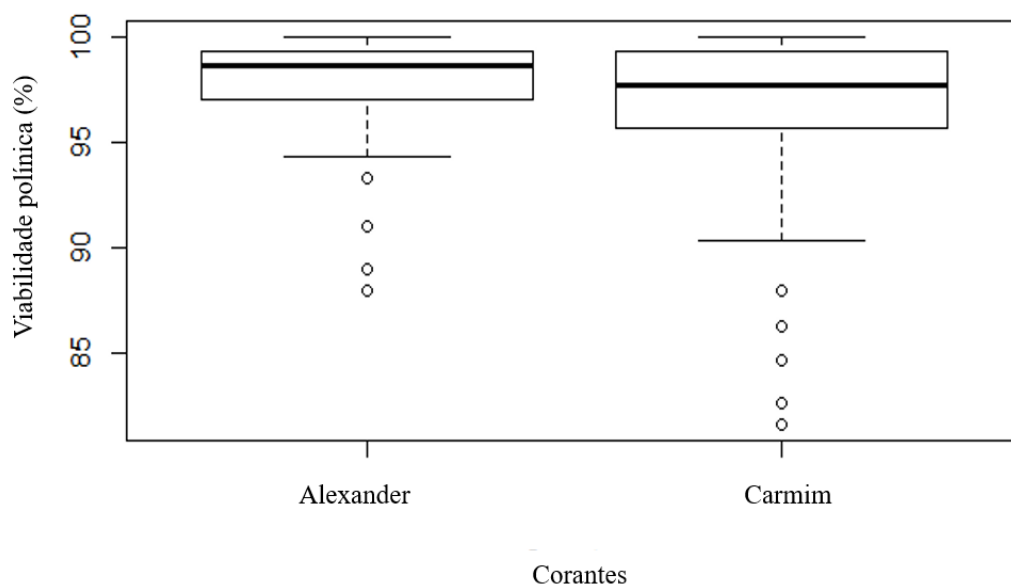 Viabilidade polínica (%)
100
95
90
85
Alexander
Carmim
Corantes